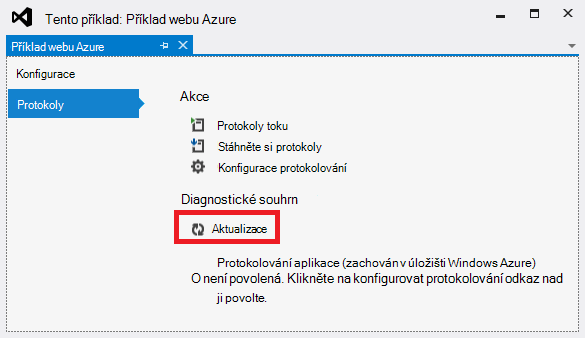 Tento příklad: Příklad webu Azure
Příklad webu Azure
Konfigurace
Protokoly
Akce
Protokoly toku
Stáhněte si protokoly
Konfigurace protokolování
Diagnostické souhrn
Aktualizace
Protokolování aplikace (zachován v úložišti Windows Azure)
O není povolená. Klikněte na konfigurovat protokolování odkaz nad
ji povolte.